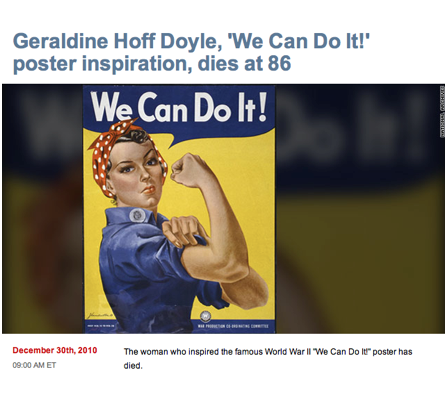 Geraldine Hoff Doyle, 'We Can Do It!'
poster inspiration, dies at 86
We Can Do It!
WAR PRODUCTION CO-ORDINATING COMMITTEE
December 30th, 2010
09:00 AM ET
The woman who inspired the famous World War II "We Can Do It!" poster has
died.